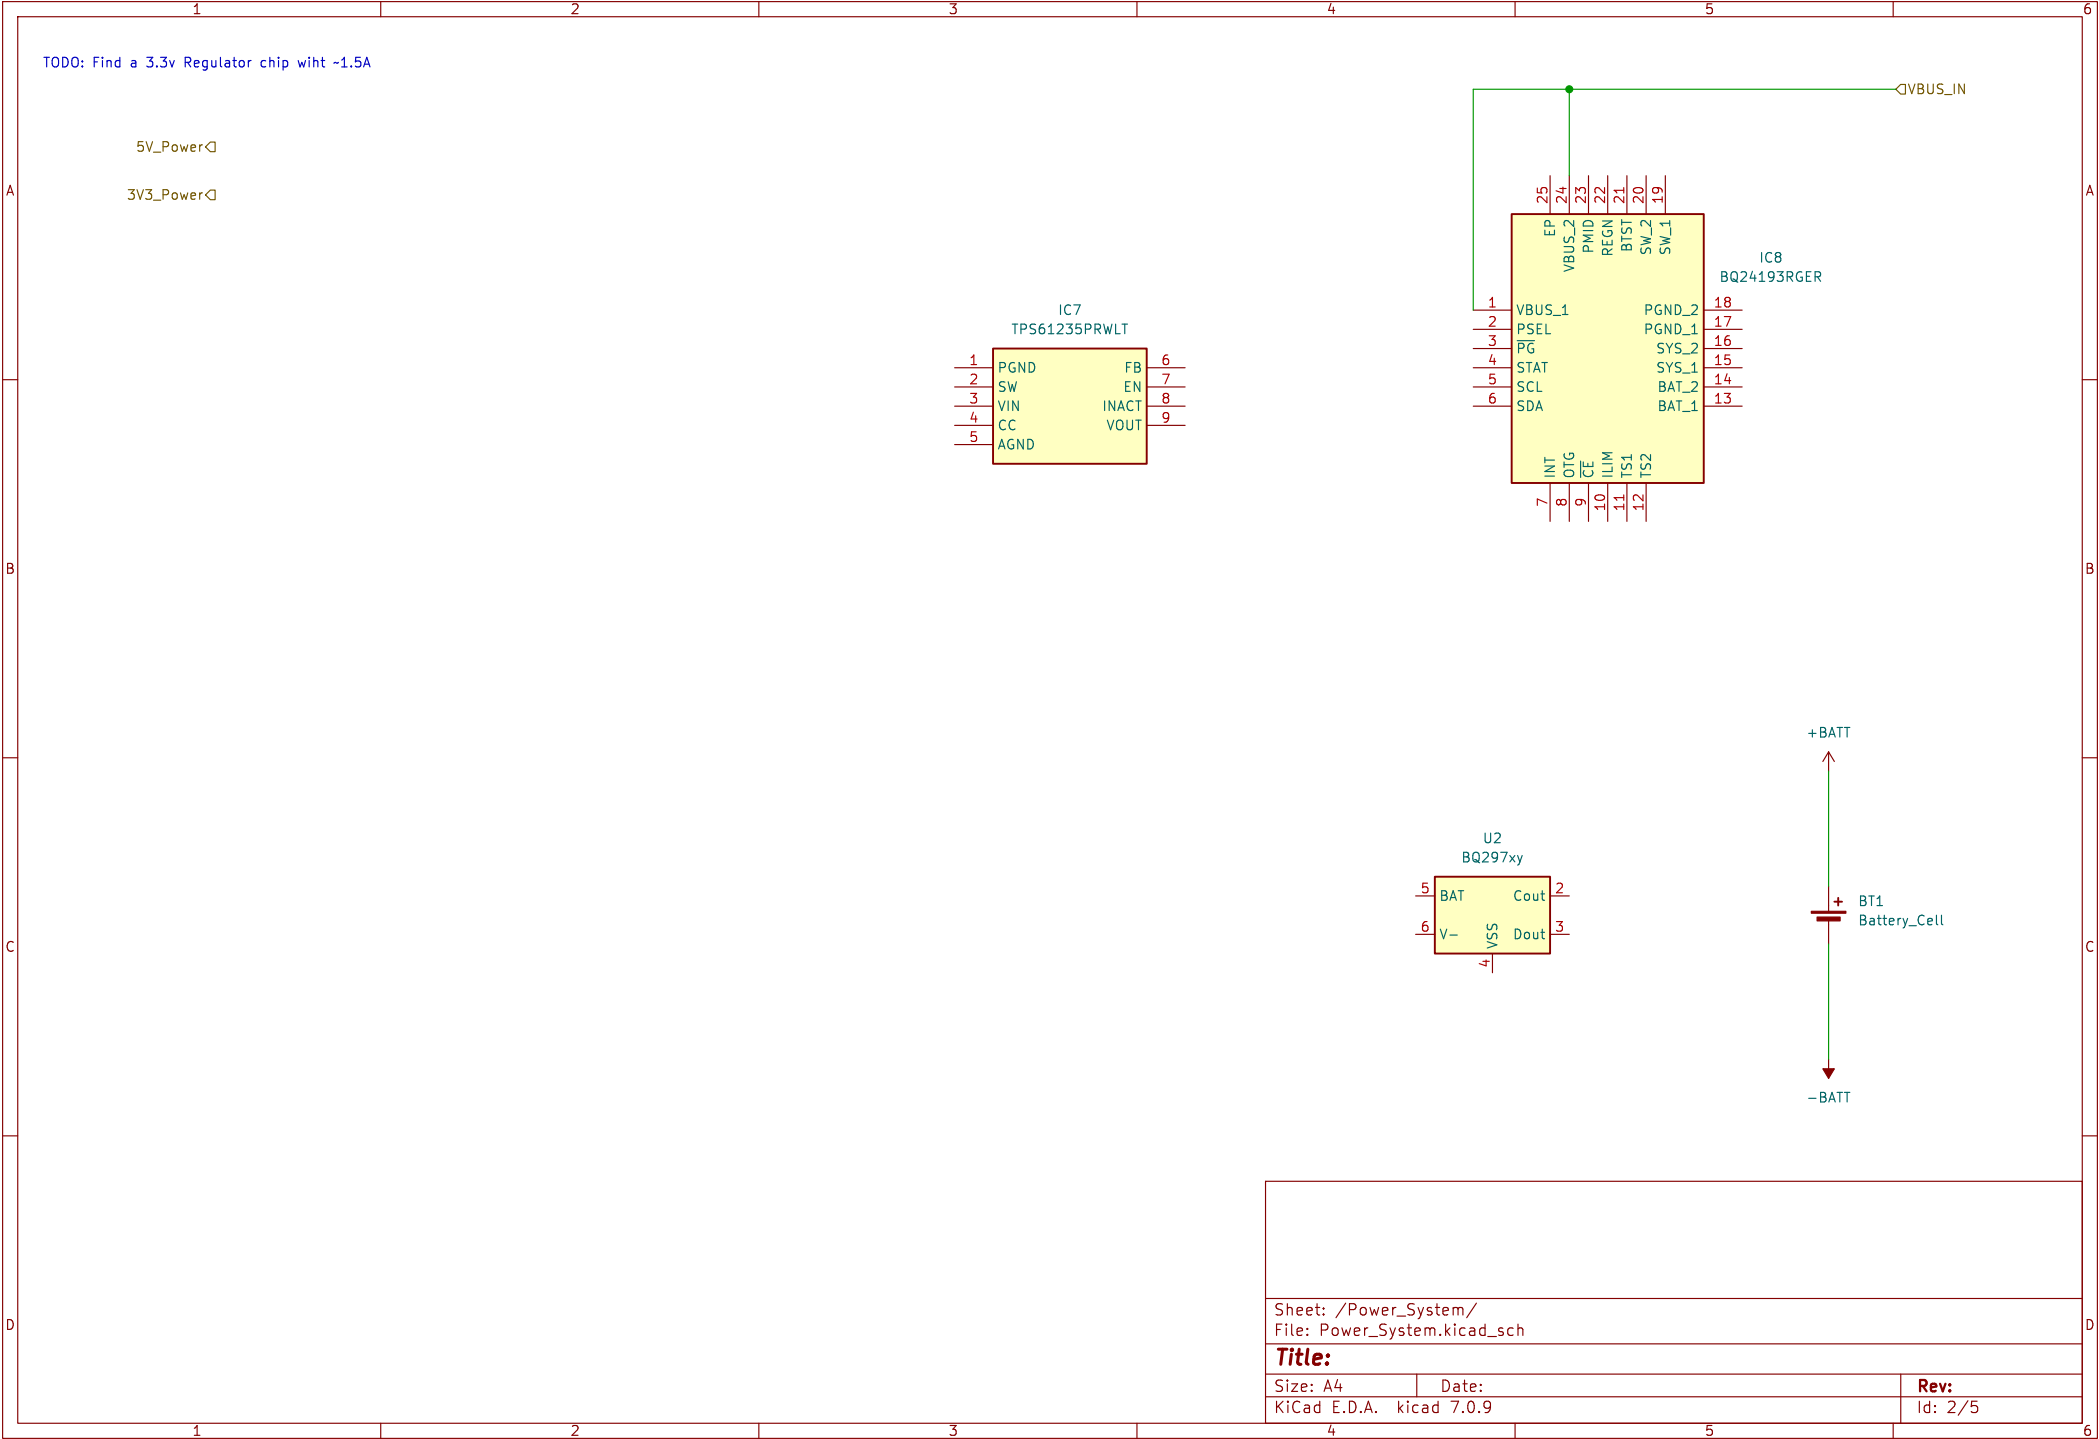 1 2 3 4 5 6
TODO: Find a 3.3v Regulator chip wiht ~1.5A
VBUS_IN
5V_Power
3V3_Power
A A
25 24 23 22 21 20 19
EP VBUS_2 PMID REGN BTST SW_2 SW_1
IC8
BQ24193RGER
1 VBUS_1 PGND_2 18
2 PSEL PGND_1 17
3 PG SYS_2 16
4 STAT SYS_1 15
5 SCL BAT_2 14
6 SDA BAT_1 13
INT OTG CE ILIM TS1 TS2
7 8 9 10 11 12
IC7
TPS61235PRWLT
1 PGND FB 6
2 SW EN 7
3 VIN INACT 8
4 CC VOUT 9
5 AGND
B B
+BATT
U2
BQ297xy
5 BAT Cout 2
6 V- Dout 3
VSS
4
+
BT1
Battery_Cell
C C
-BATT
Sheet: /Power_System/
File: Power_System.kicad_sch
D D
Title:
Size: A4 Date: Rev:
KiCad E.D.A. kicad 7.0.9 Id: 2/5
1 2 3 4 5 6